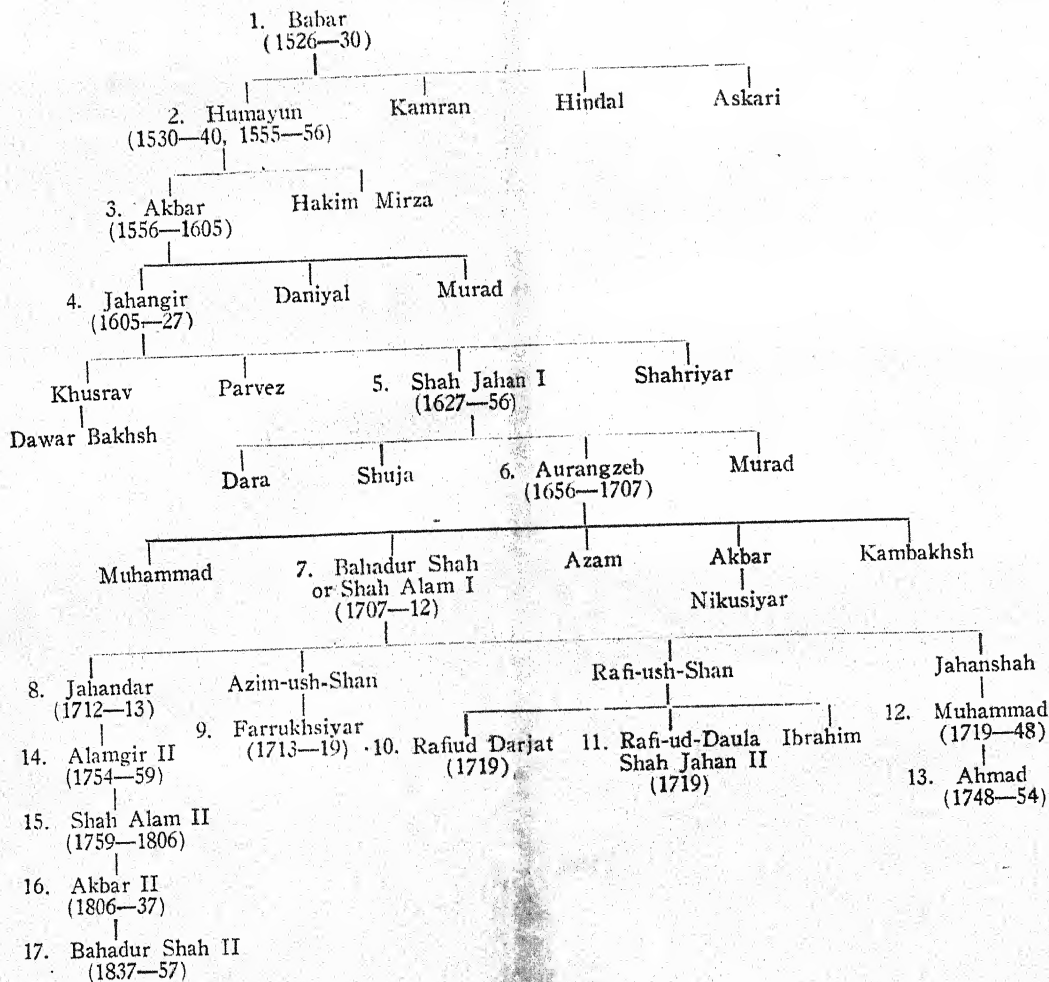 1. Babar
(1526—30)
2. Humayun Kamran Hindal Askari
(1530—40, 1555—56)
3. Akbar Hakim Mirza
(1556—1605)
4. Jahangir Daniyal Murad
(1605—27)
Khusrav Parvez 5. Shah Jahan I Shahriyar
(1627—56)
Dawar Bakhsh
Dara Shuja 6. Aurangzeb Murad
(1656—1707)
Muhammad 7. Bahadur Shah Azam Akbar Kambakhsh
or Shah Alam I Nikusiyar
(1707—12)
8. Jahandar Azim-ush-Shan Rafi-ush-Shan Jahanshah
(1712—13)
9. Farrukhsiyar 10. Rafiud Darjat 11. Rafi-ud-Daula Ibrahim 12. Muhammad
(1713—19) (1719) Shah Jahan II (1719—48)
(1719)
14. Alamgir II 13. Ahmad
(1754—59) (1748—54)
15. Shah Alam II
(1759—1806)
16. Akbar II
(1806—37)
17. Bahadur Shah II
(1837—57)